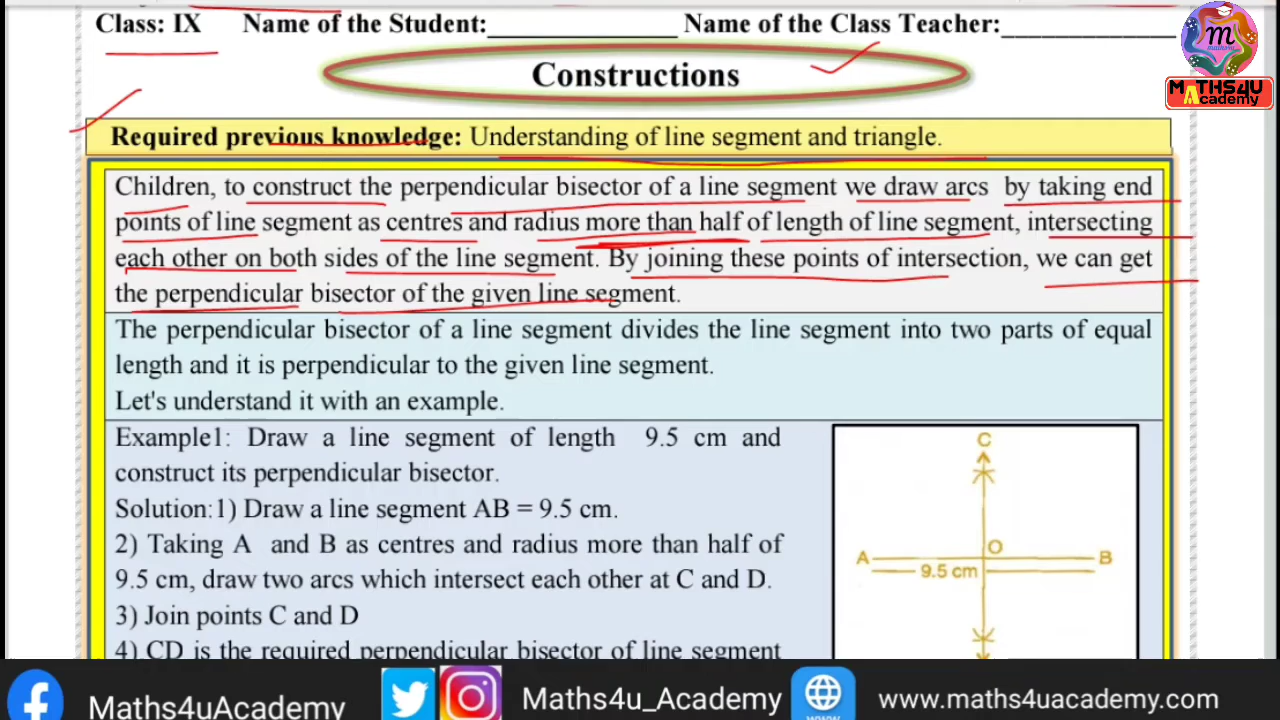 Class: IX Name of the Student:______________ Name of the Class Teacher:_____________
m
maths4u
MATHS4U
Academy
Constructions
Required previous knowledge: Understanding of line segment and triangle.
Children, to construct the perpendicular bisector of a line segment we draw arcs by taking end
points of line segment as centres and radius more than half of length of line segment, intersecting
each other on both sides of the line segment. By joining these points of intersection, we can get
the perpendicular bisector of the given line segment.
The perpendicular bisector of a line segment divides the line segment into two parts of equal
length and it is perpendicular to the given line segment.
Let's understand it with an example.
Example1: Draw a line segment of length 9.5 cm and
construct its perpendicular bisector.
Solution:1) Draw a line segment AB = 9.5 cm.
2) Taking A and B as centres and radius more than half of
9.5 cm, draw two arcs which intersect each other at C and D.
3) Join points C and D
4) CD is the required perpendicular bisector of line segment
C
O
A B
9.5 cm
Maths4uAcademy Maths4u_Academy www.maths4uacademy.com